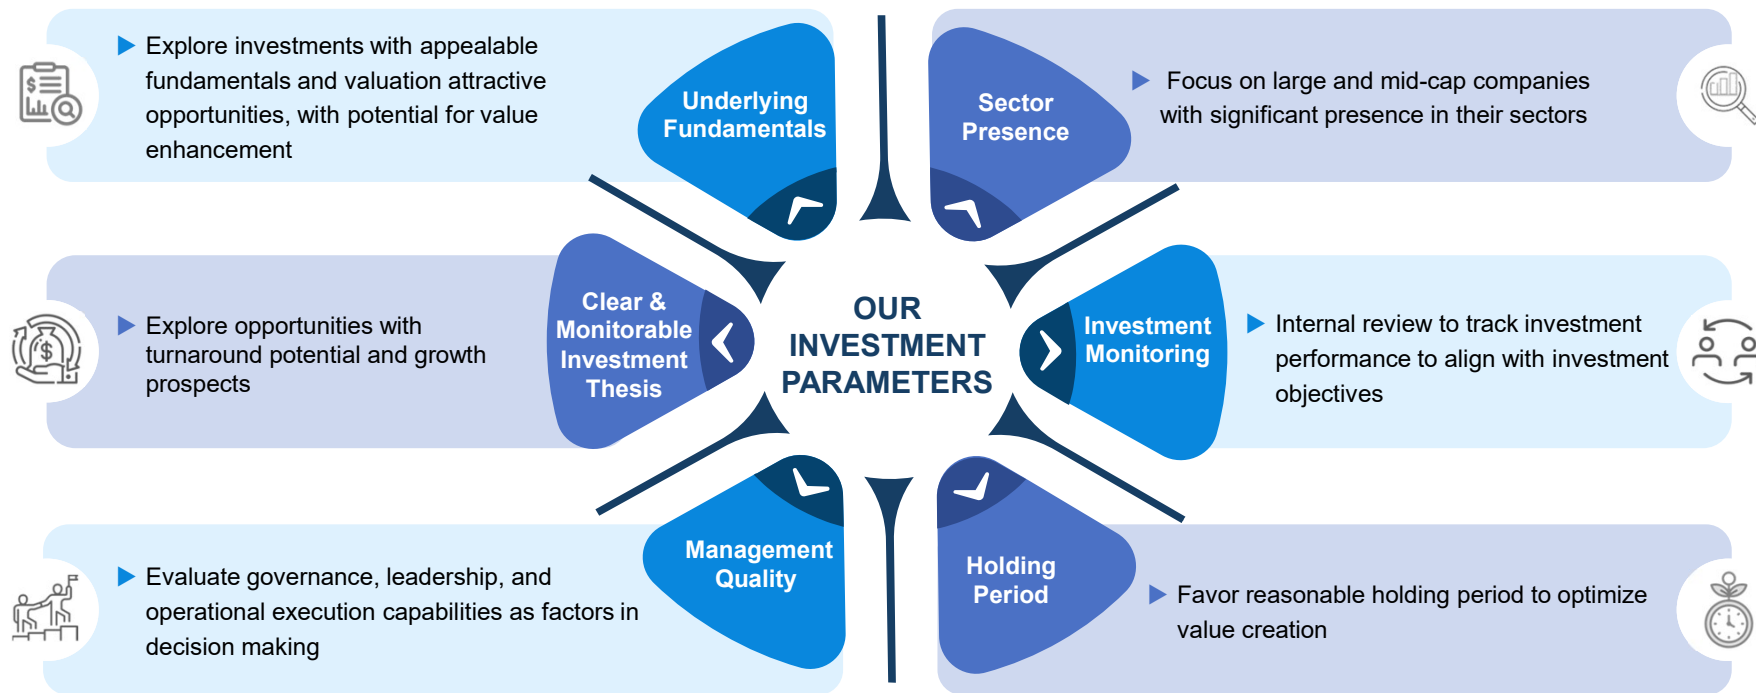 Explore investments with appealable
fundamentals and valuation attractive
opportunities, with potential for value
enhancement
Underlying
Fundamentals
Sector
Presence
Focus on large and mid-cap companies
with significant presence in their sectors
Explore opportunities with
turnaround potential and growth
prospects
Clear &
Monitorable
Investment
Thesis
OUR
INVESTMENT
PARAMETERS
Investment
Monitoring
Internal review to track investment
performance to align with investment
objectives
Evaluate governance, leadership, and
operational execution capabilities as factors in
decision making
Management
Quality
Holding
Period
Favor reasonable holding period to optimize
value creation